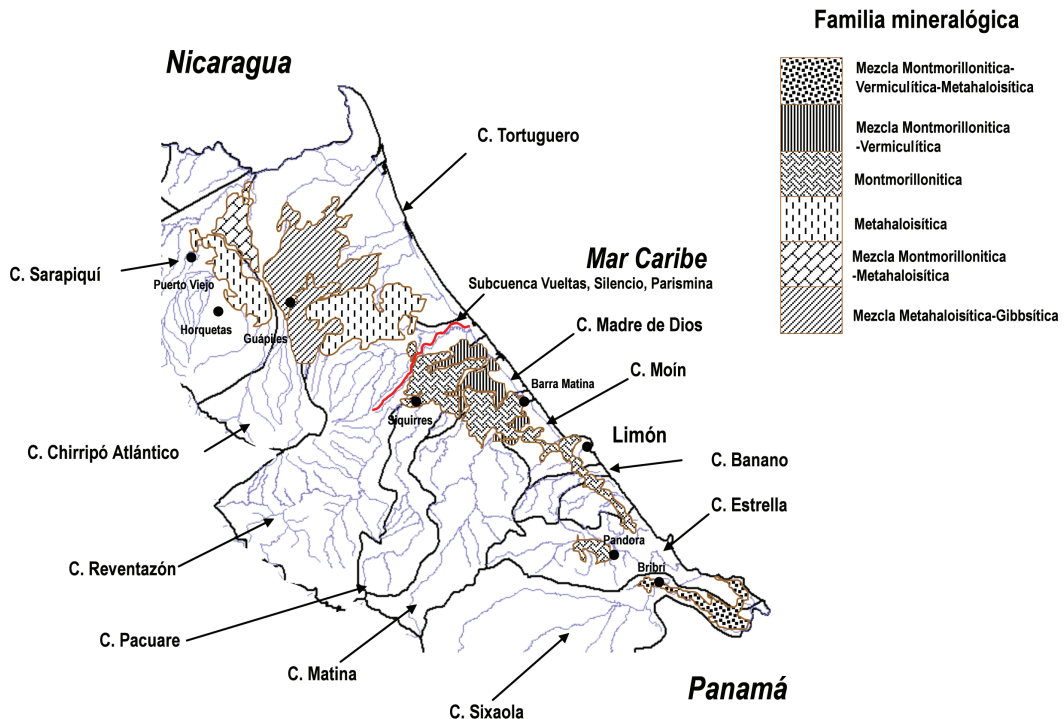 Familia mineralógica
Mezcla Montmorillonitica-
Vermiculítica-Metahaloisítica
Mezcla Montmorillonitica
-Vermiculítica
Montmorillonitica
Metahaloisítica
Mezcla Montmorillonitica
-Metahaloisítica
Mezcla Metahaloisítica-Gibbsítica
Nicaragua
C. Tortuguero
Mar Caribe
Subcuenca Vueltas, Silencio, Parismina
C. Sarapiquí
Puerto Viejo
Horquetas
Guápiles
C. Madre de Dios
Barra Matina
C. Moín
Siquirres
Limón
C. Chirripó Atlántico
C. Banano
C. Estrella
Pandora
Bribrí
C. Reventazón
C. Pacuare
C. Matina
C. Sixaola
Panamá